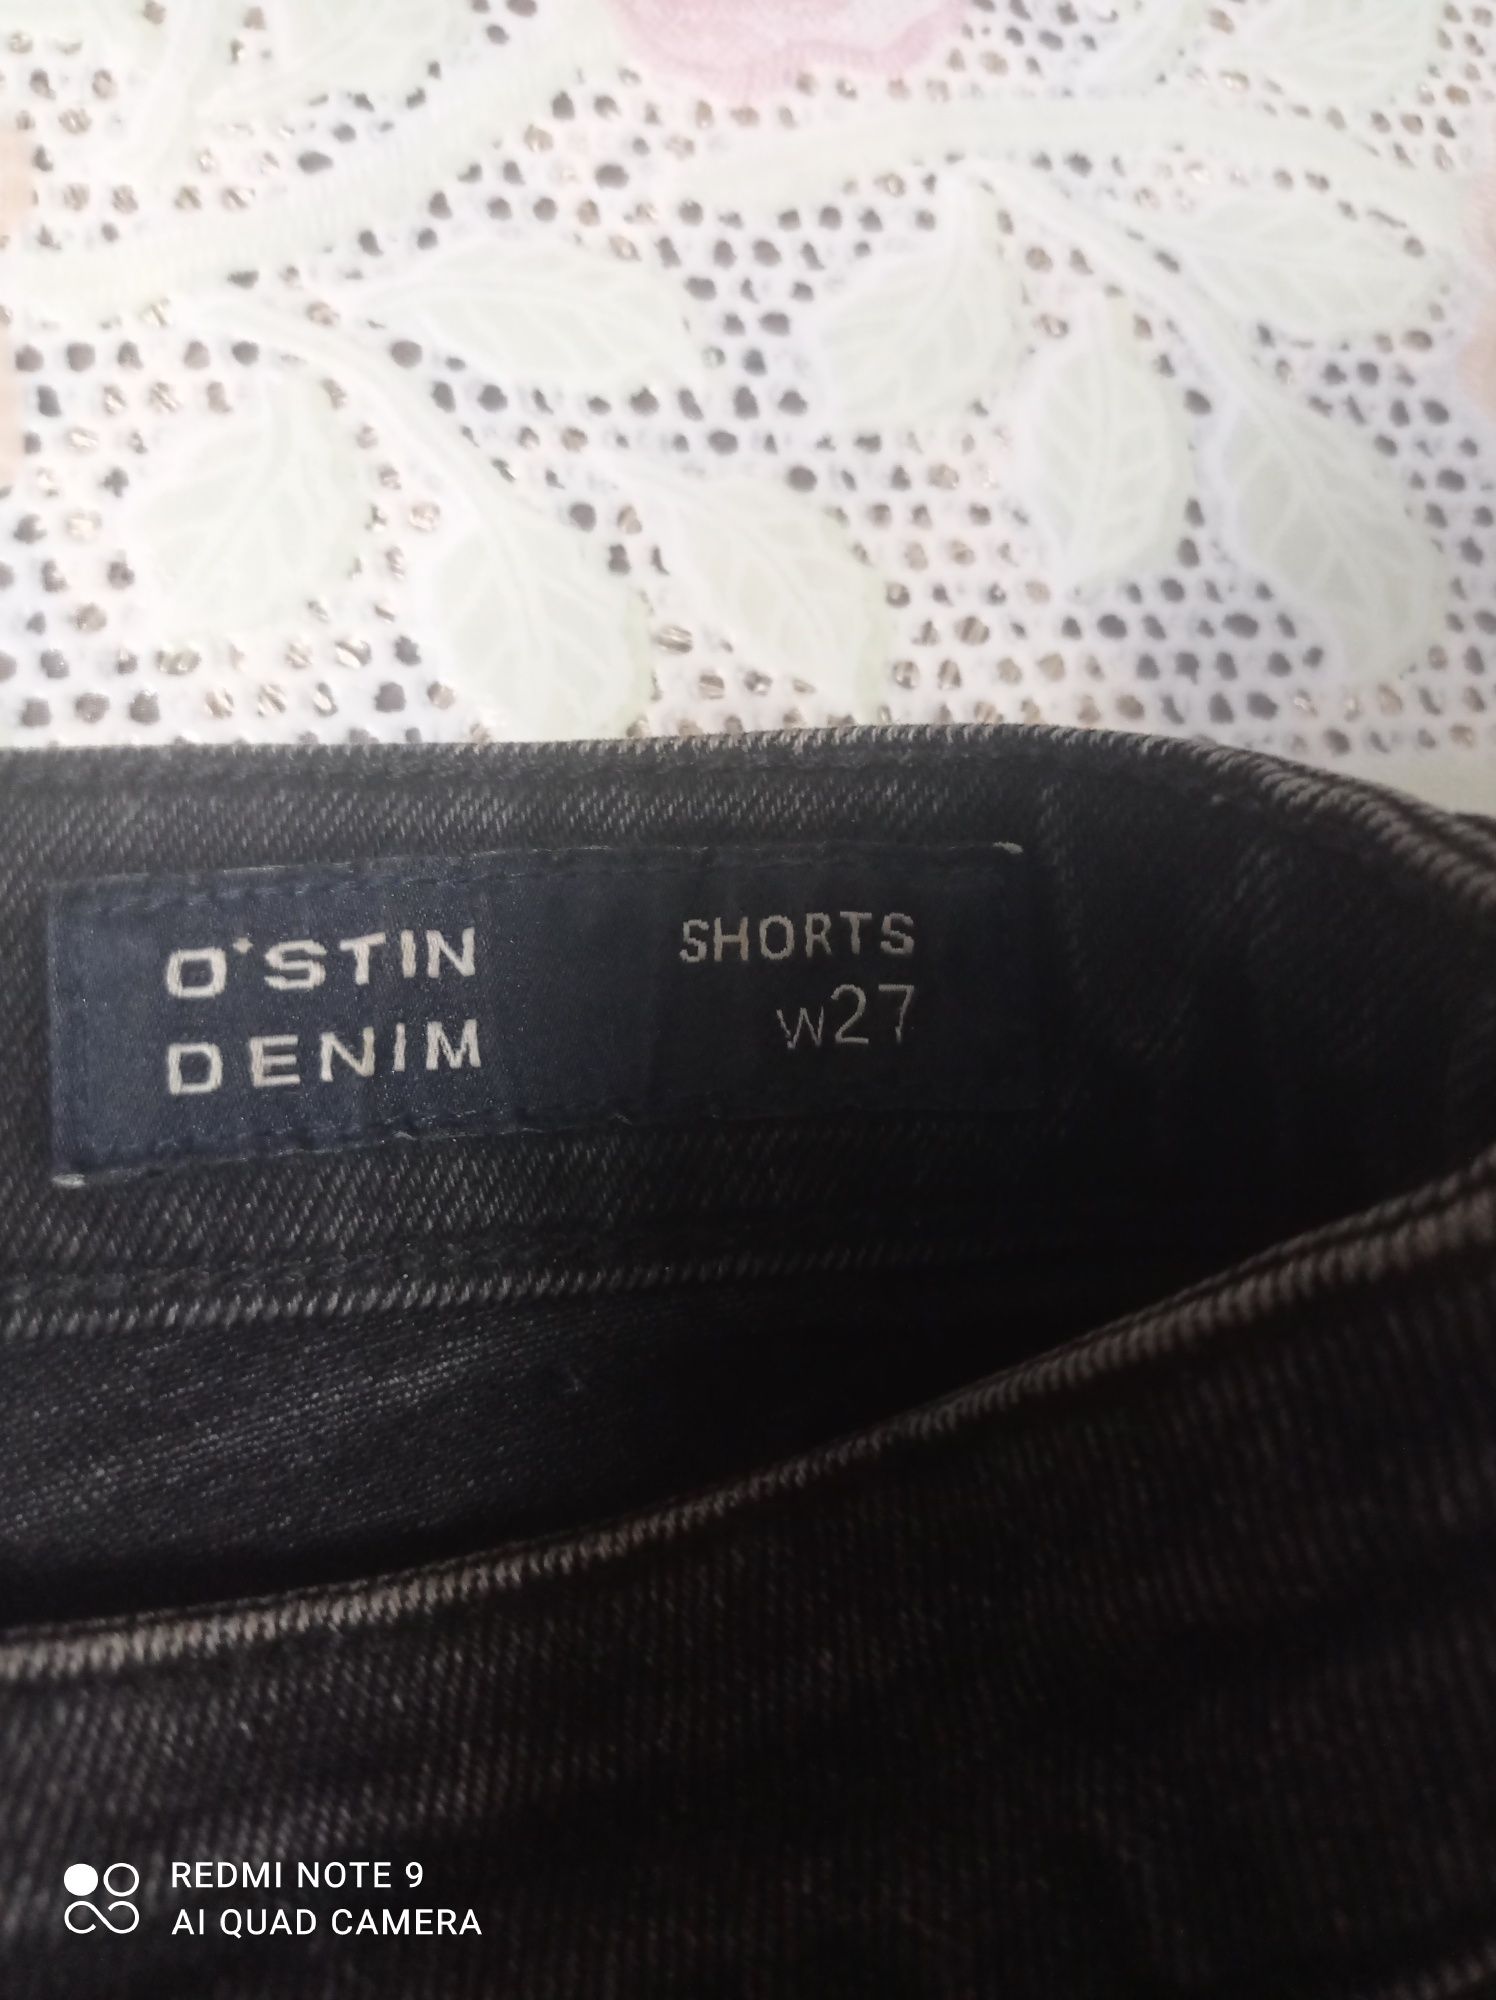 O'STIN
DENIM
SHORTS
W27
REDMI NOTE 9
AI QUAD CAMERA